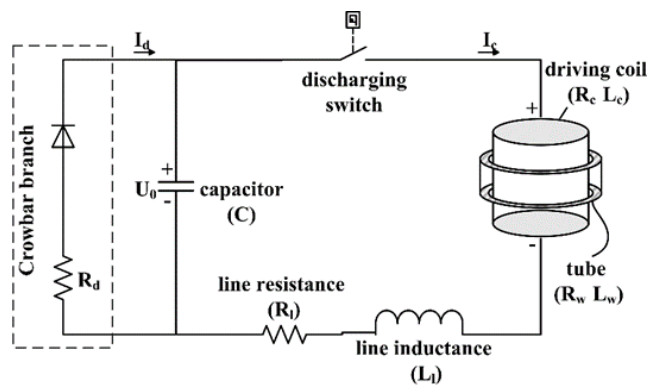 I_d
I_c
discharging
switch
driving coil
(R_c L_c)
+
Crowbar branch
+
U_0
-
capacitor
(C)
R_d
line resistance
(R_l)
-
tube
(R_w L_w)
line inductance
(L_l)